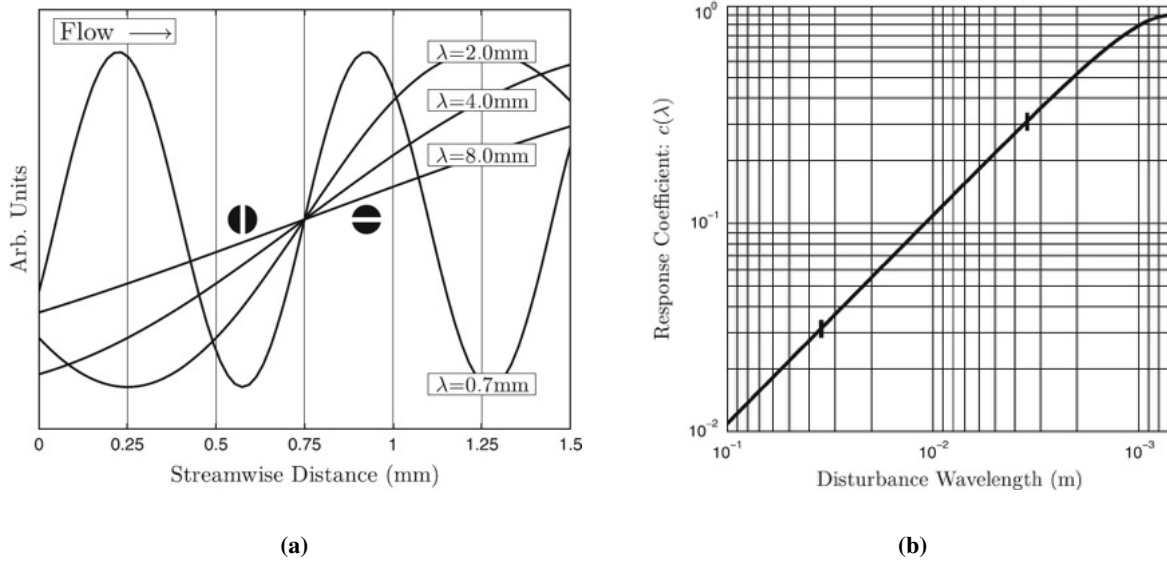 Flow ⟶
λ=2.0mm
λ=4.0mm
λ=8.0mm
λ=0.7mm
Arb. Units
0 0.25 0.5 0.75 1 1.25 1.5
Streamwise Distance (mm)
(a)
10⁰
10⁻¹
10⁻²
Response Coefficient: c(λ)
10⁻¹ 10⁻² 10⁻³
Disturbance Wavelength (m)
(b)